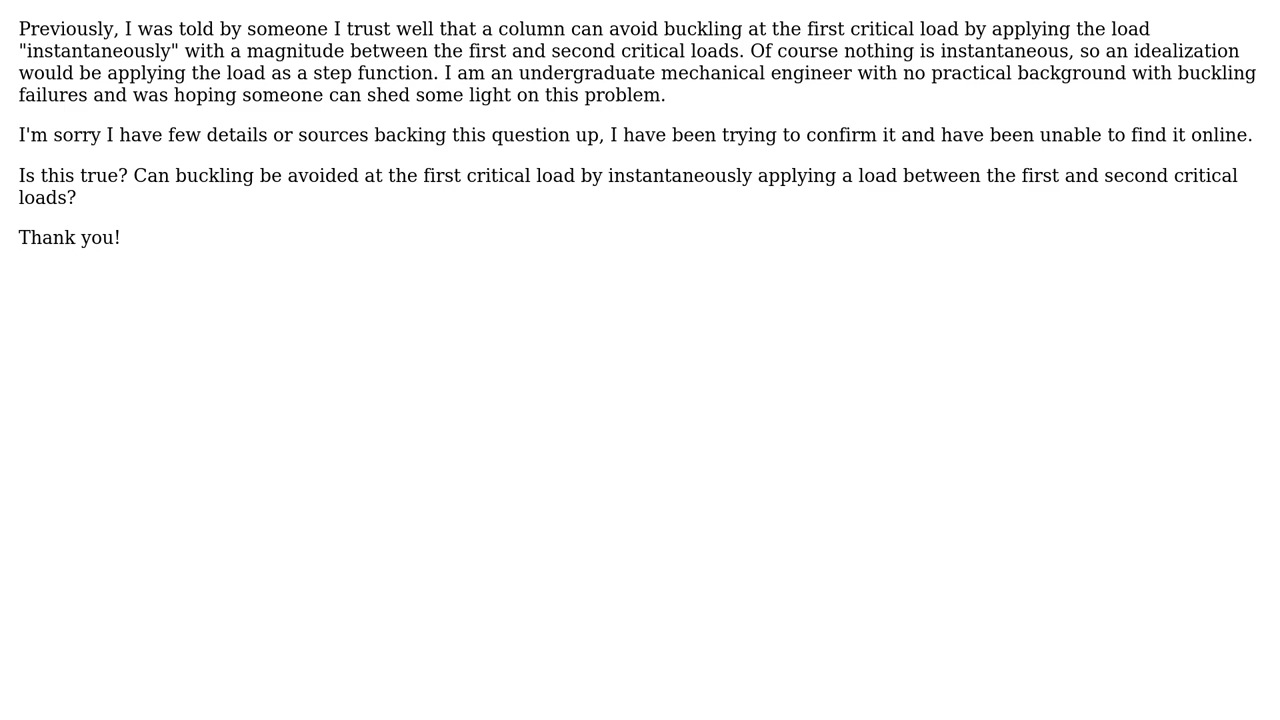 Previously, I was told by someone I trust well that a column can avoid buckling at the first critical load by applying the load
"instantaneously" with a magnitude between the first and second critical loads. Of course nothing is instantaneous, so an idealization
would be applying the load as a step function. I am an undergraduate mechanical engineer with no practical background with buckling
failures and was hoping someone can shed some light on this problem.
I'm sorry I have few details or sources backing this question up, I have been trying to confirm it and have been unable to find it online.
Is this true? Can buckling be avoided at the first critical load by instantaneously applying a load between the first and second critical
loads?
Thank you!